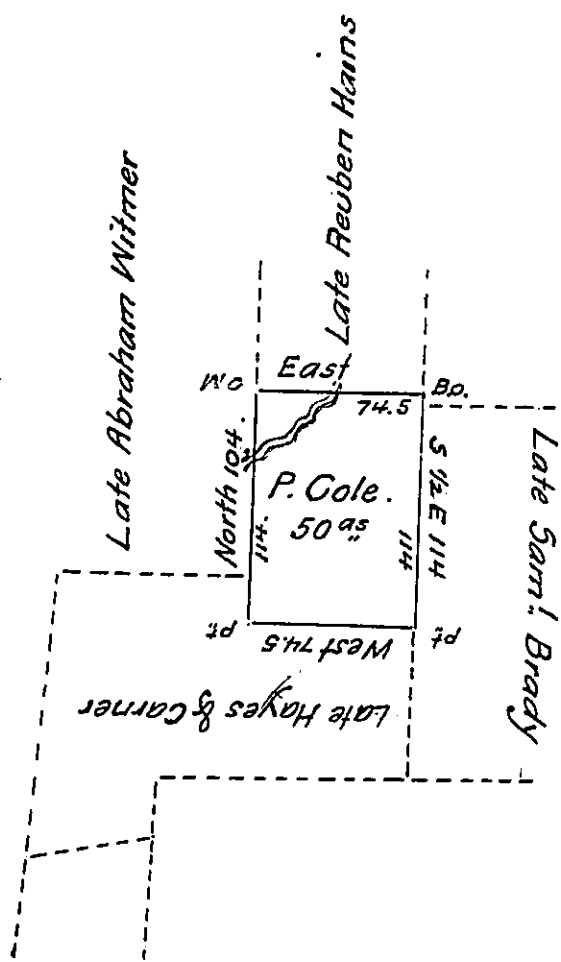 Late Abraham Witmer
Late Reuben Hains
W.O
East
B.O.
74.5
North 104.
114.
P. Cole.
50 as
114
S ½ E 114
Late Saml. Brady
pt.
West 74.5
pt.
Late Hayes & Carner